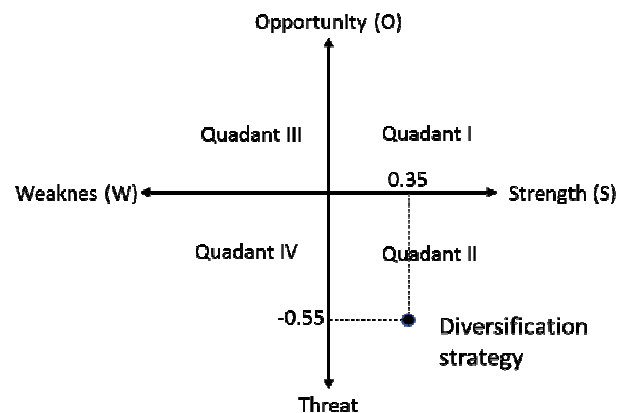 Opportunity (O)
Quadant III
Quadant I
0.35
Weaknes (W)
Strength (S)
Quadant IV
Quadant II
-0.55
Diversification
strategy
Threat